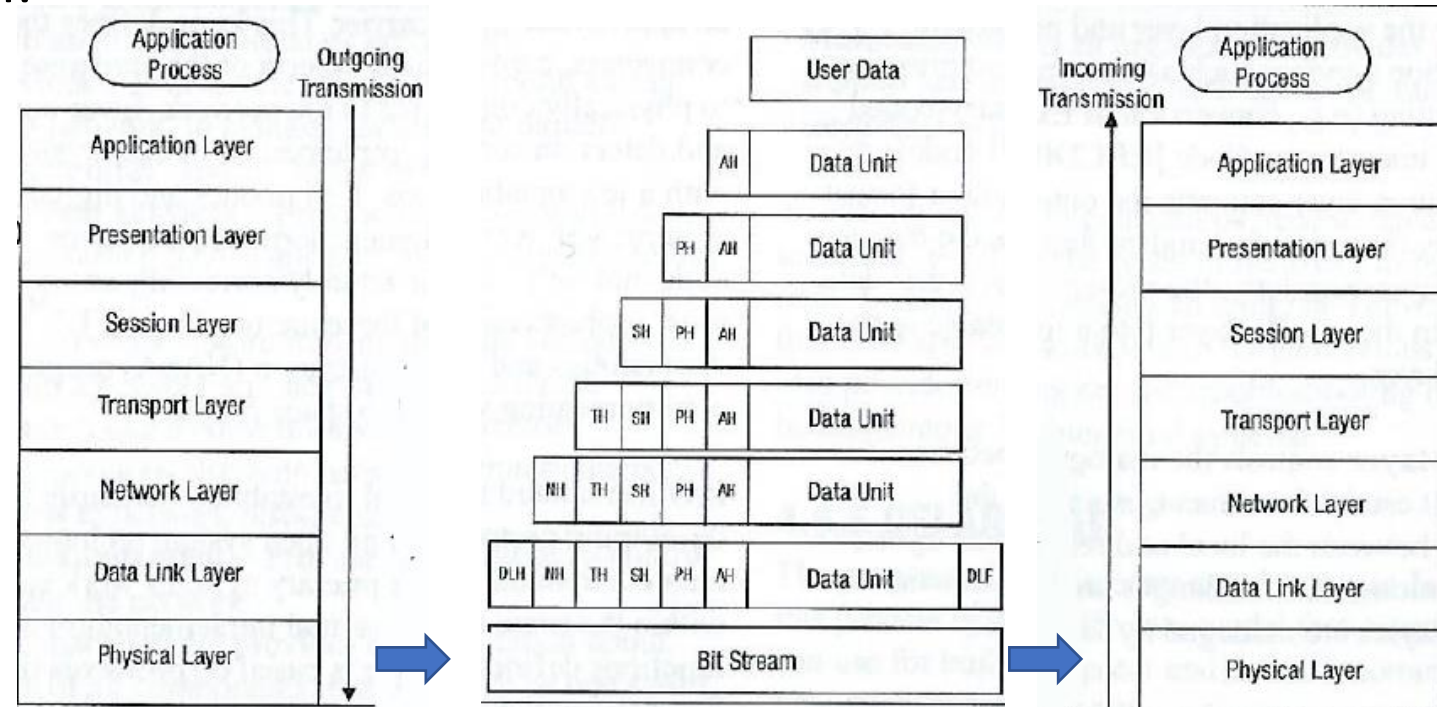 Application
Process
Outgoing
Transmission
Application Layer
Presentation Layer
Session Layer
Transport Layer
Network Layer
Data Link Layer
Physical Layer
User Data
AH Data Unit
PH AH Data Unit
SH PH AH Data Unit
TH SH PH AH Data Unit
NH TH SH PH AH Data Unit
DLH NH TH SH PH AH Data Unit DLF
Bit Stream
Application
Process
Incoming
Transmission
Application Layer
Presentation Layer
Session Layer
Transport Layer
Network Layer
Data Link Layer
Physical Layer